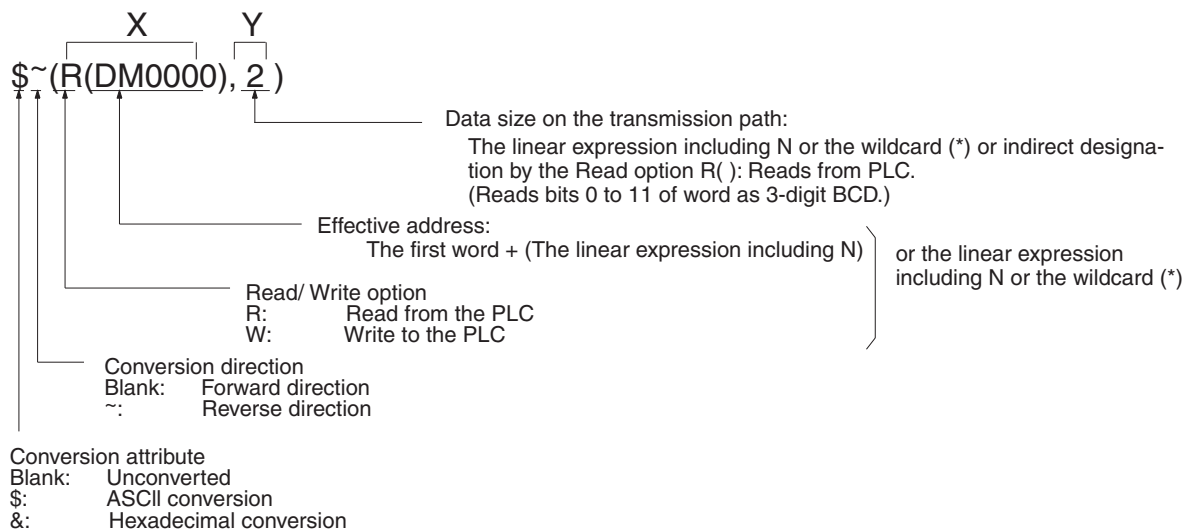 X Y
$~(R(DM0000), 2 )
Data size on the transmission path:
The linear expression including N or the wildcard (*) or indirect designa-
tion by the Read option R( ): Reads from PLC.
(Reads bits 0 to 11 of word as 3-digit BCD.)
Effective address:
The first word + (The linear expression including N)
or the linear expression
including N or the wildcard (*)
Read/ Write option
R: Read from the PLC
W: Write to the PLC
Conversion direction
Blank: Forward direction
~: Reverse direction
Conversion attribute
Blank: Unconverted
$: ASCII conversion
&: Hexadecimal conversion